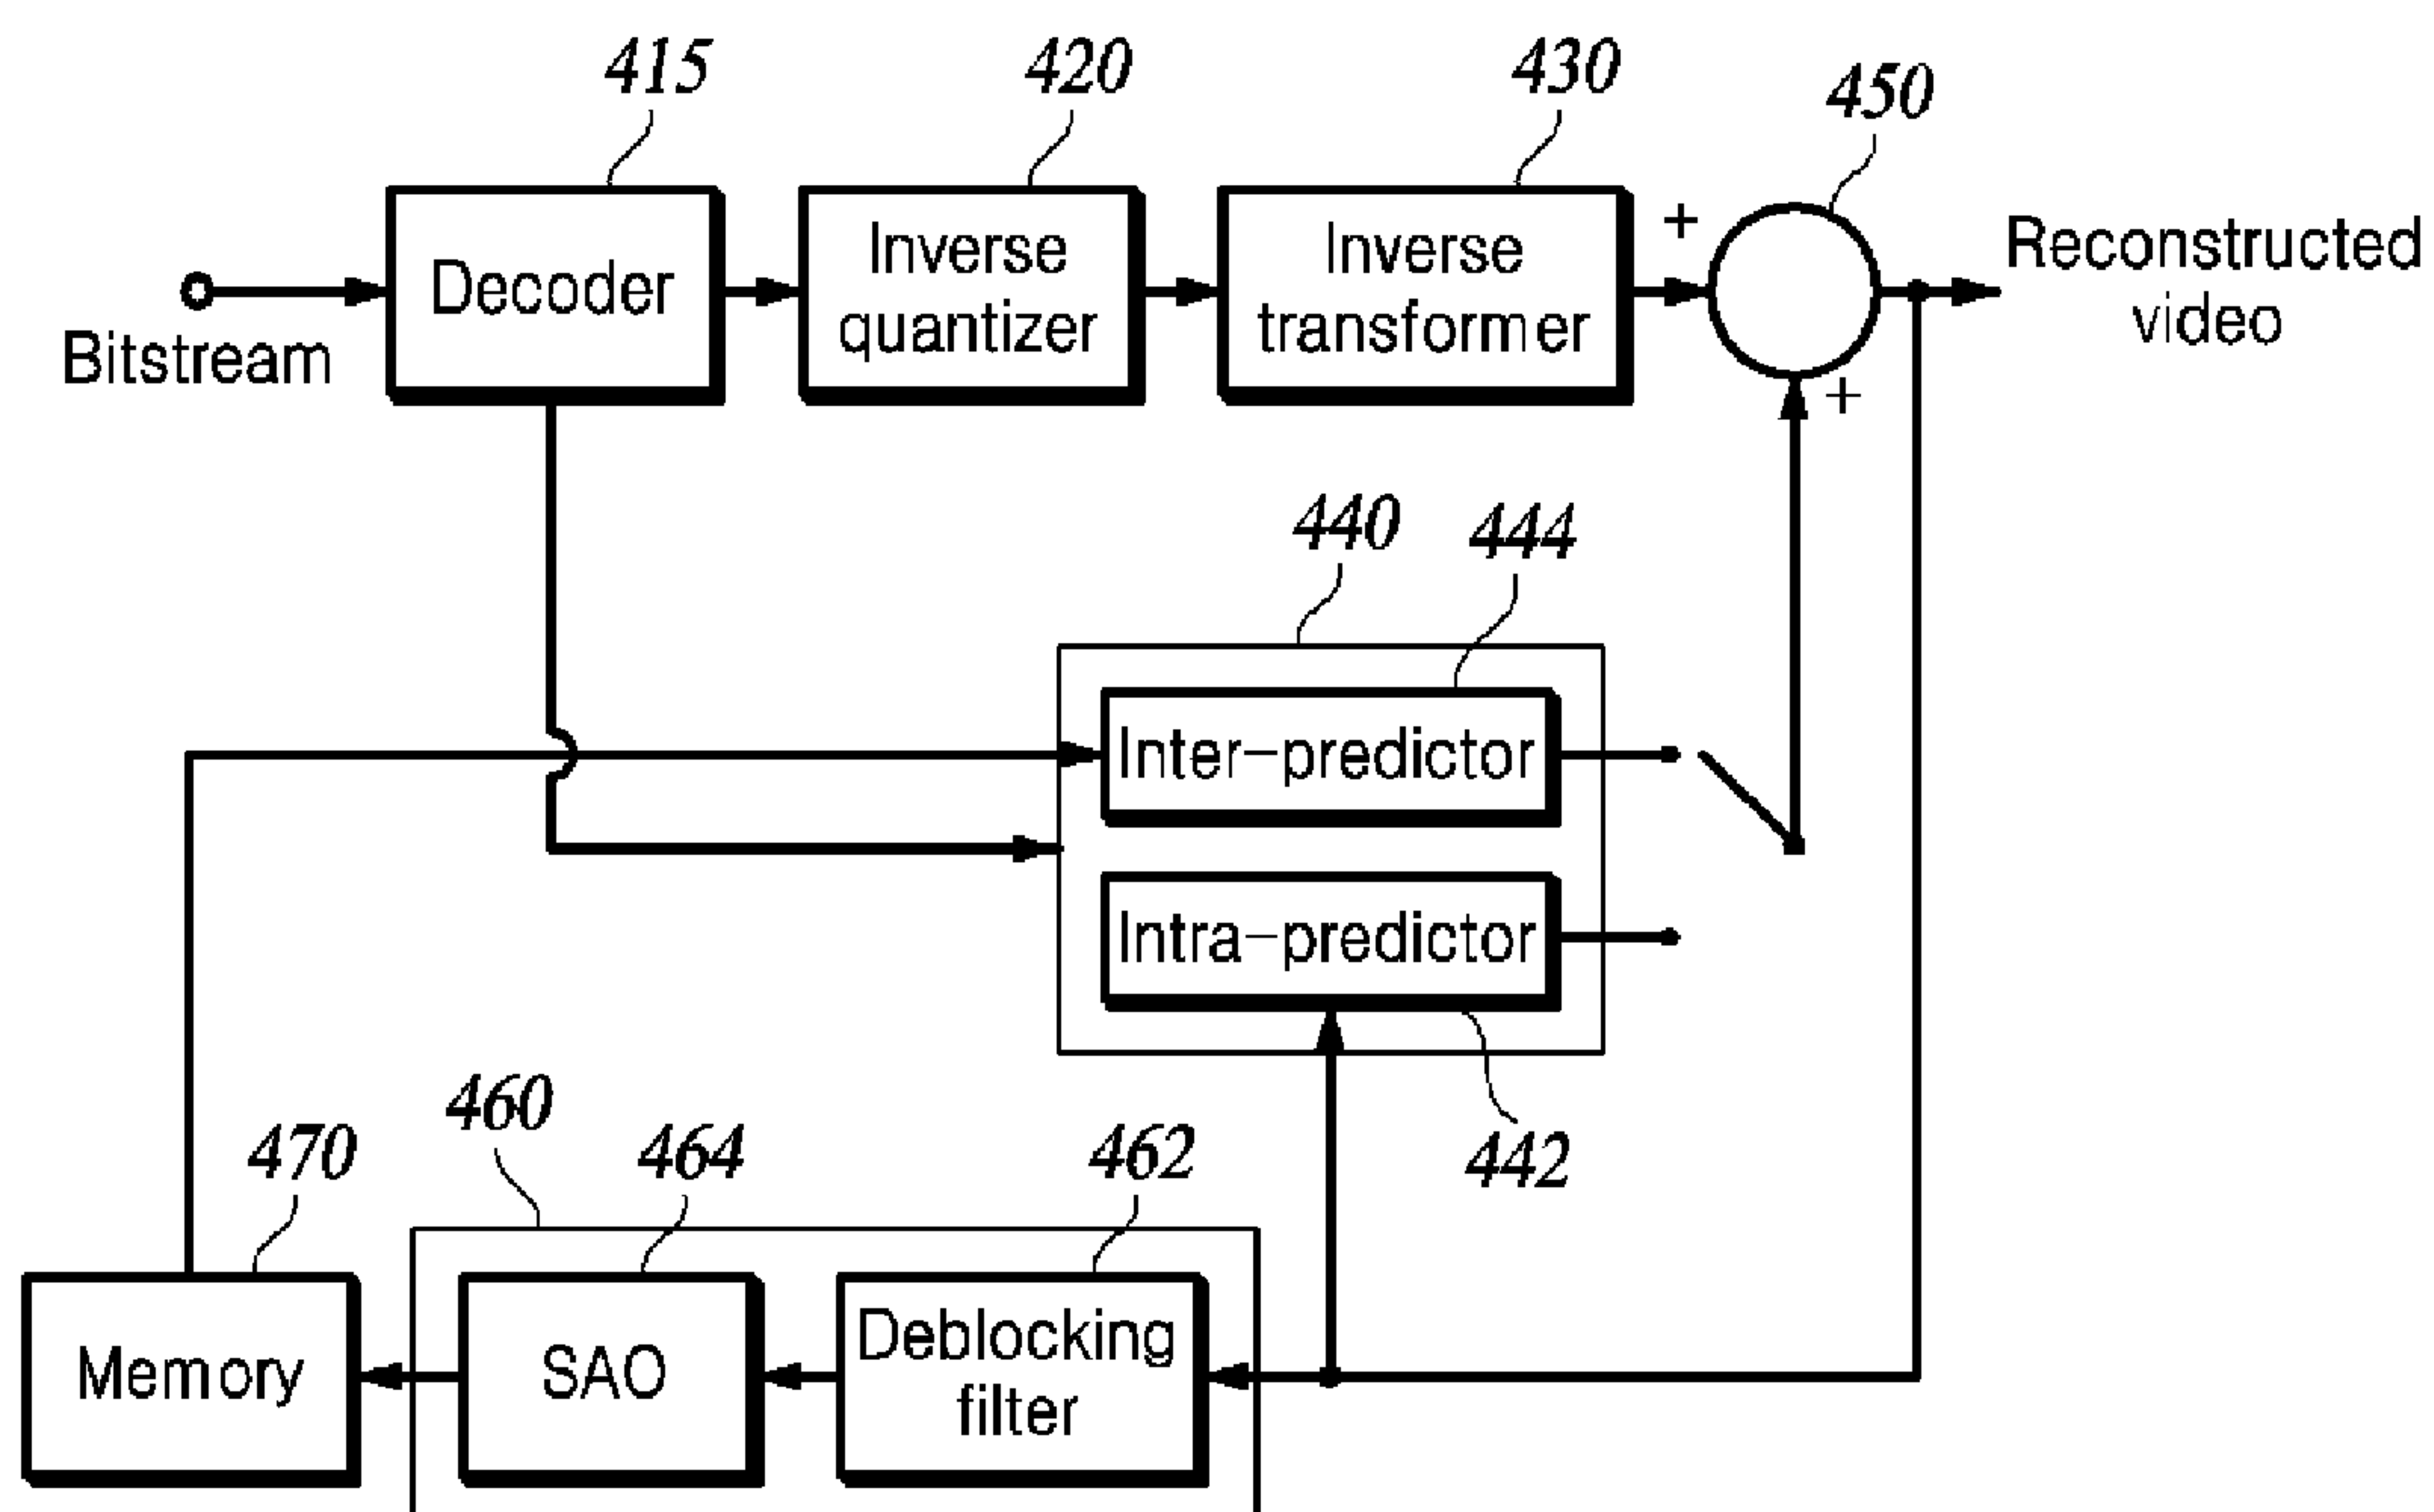 415
420
430
450
Decoder
Inverse
quantizer
Inverse
transformer
+
Reconstructed
video
Bitstream
+
440
444
Inter-predictor
Intra-predictor
442
460
470
464
462
Memory
SAO
Deblocking
filter